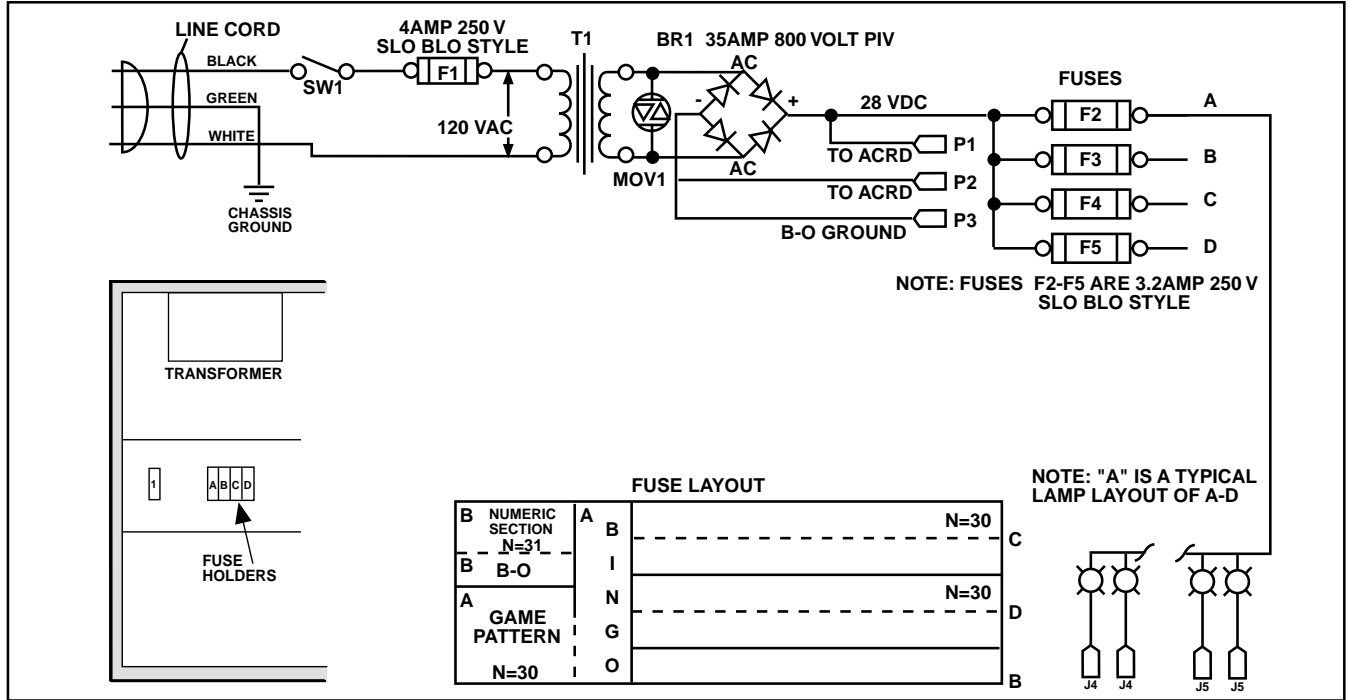 LINE CORD
BLACK
GREEN
WHITE
CHASSIS
GROUND
SW1
4AMP 250 V
SLO BLO STYLE
F1
120 VAC
T1
MOV1
BR1 35AMP 800 VOLT PIV
AC
-
+
AC
28 VDC
TO ACRD
P1
TO ACRD
P2
B-O GROUND
P3
FUSES
F2
A
F3
B
F4
C
F5
D
NOTE: FUSES F2-F5 ARE 3.2AMP 250 V
SLO BLO STYLE
TRANSFORMER
1
A B C D
FUSE
HOLDERS
FUSE LAYOUT
B NUMERIC
SECTION
N=31
B B-O
A
GAME
PATTERN
N=30
A
B
I
N
G
O
N=30
C
N=30
D
B
NOTE: "A" IS A TYPICAL
LAMP LAYOUT OF A-D
J4 J4 J5 J5